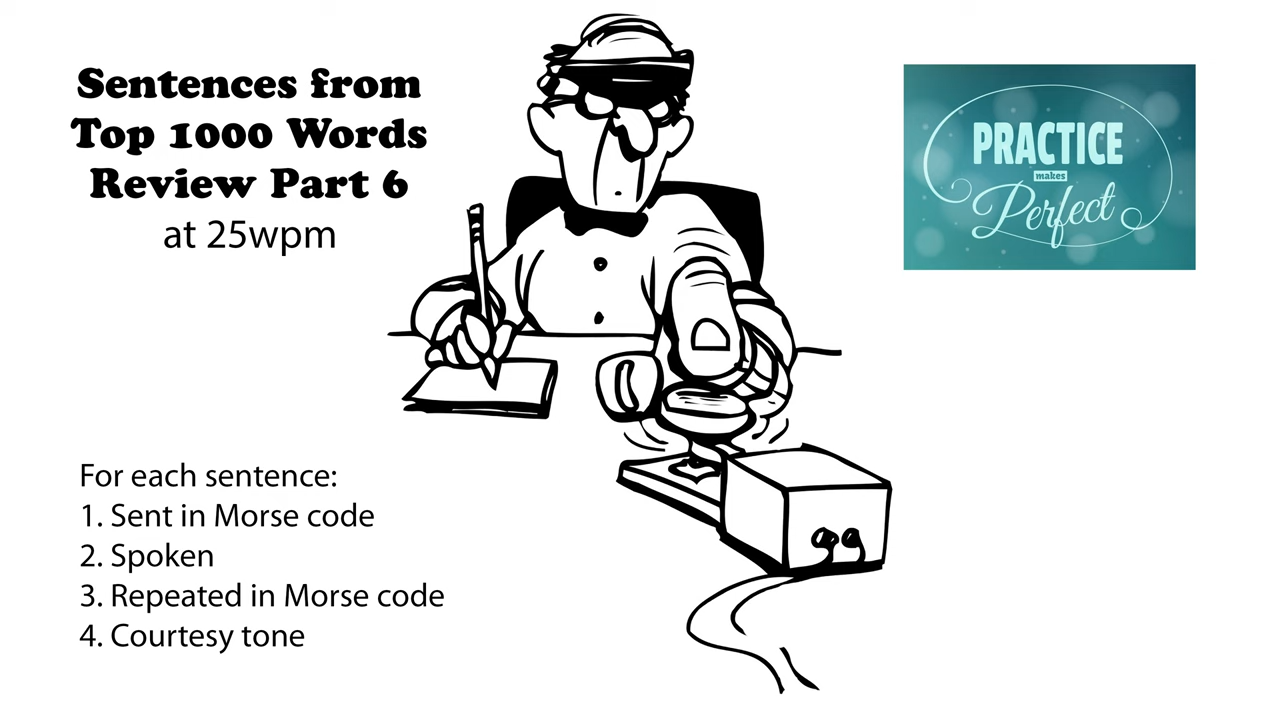 Sentences from
Top 1000 Words
Review Part 6
at 25wpm
PRACTICE
makes
Perfect
For each sentence:
1. Sent in Morse code
2. Spoken
3. Repeated in Morse code
4. Courtesy tone